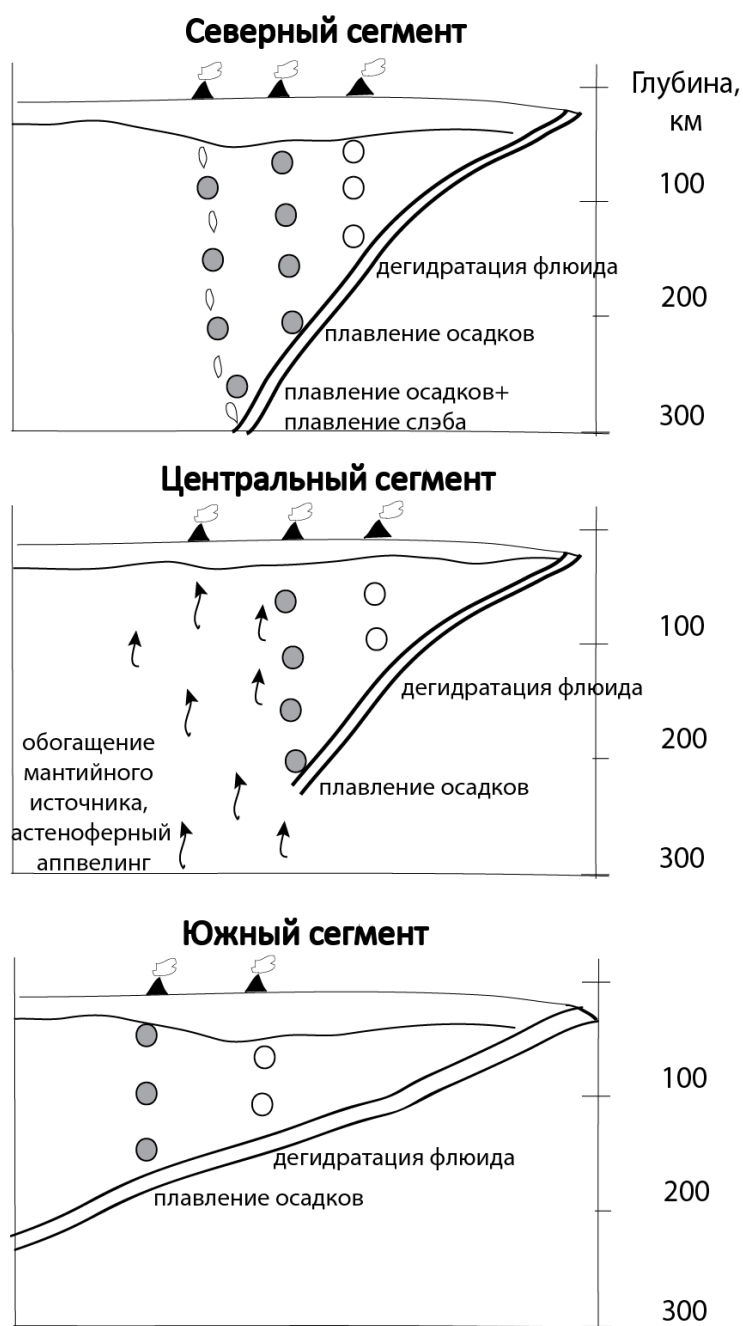 Северный сегмент
Глубина,
км
100
дегидратация флюида
200
плавление осадков
плавление осадков+
плавление слэба
300
Центральный сегмент
100
дегидратация флюида
200
обогащение
мантийного
источника,
астеноферный
аппвелинг
плавление осадков
300
Южный сегмент
100
дегидратация флюида
плавление осадков
200
300